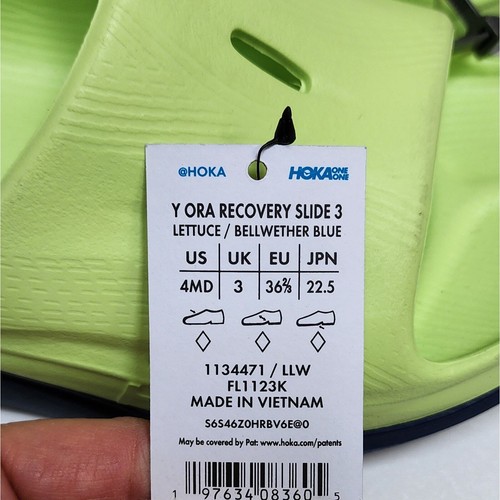 @HOKA HOKA ONE ONE
Y ORA RECOVERY SLIDE 3
LETTUCE / BELLWETHER BLUE
US UK EU JPN
4MD 3 36⅔ 22.5
1134471 / LLW
FL1123K
MADE IN VIETNAM
S6S46Z0HRBV6E@0
May be covered by Pat: www.hoka.com/patents
1 97634 08360 5